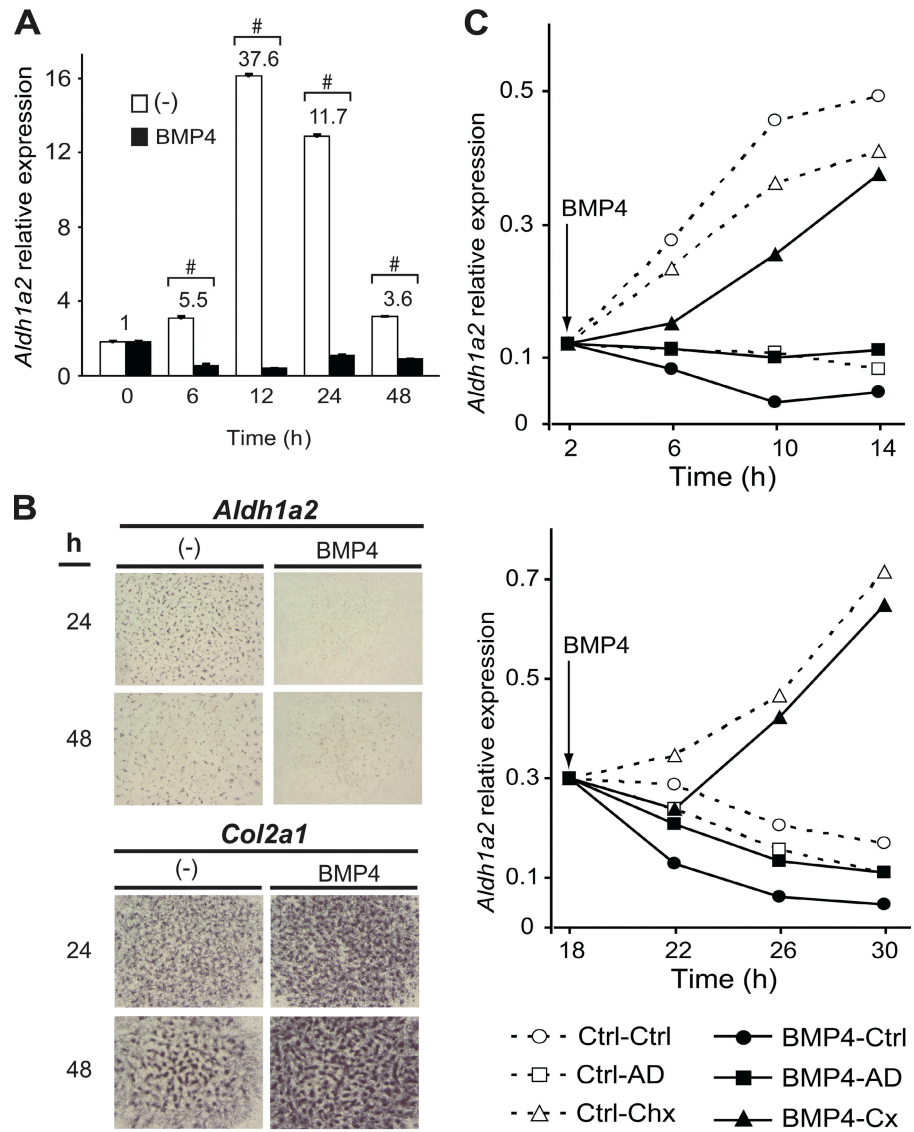 A
Aldh1a2 relative expression
16
12
8
4
0
(-)
BMP4
#
#
#
#
1
5.5
37.6
11.7
3.6
0 6 12 24 48
Time (h)
B
Aldh1a2
h
(-)
BMP4
24
48
Col2a1
(-)
BMP4
24
48
C
Aldh1a2 relative expression
0.5
0.3
0.1
0
BMP4
2 6 10 14
Time (h)
Aldh1a2 relative expression
0.7
0.5
0.3
0.1
0
BMP4
18 22 26 30
Time (h)
Ctrl-Ctrl
Ctrl-AD
Ctrl-Chx
BMP4-Ctrl
BMP4-AD
BMP4-Cx